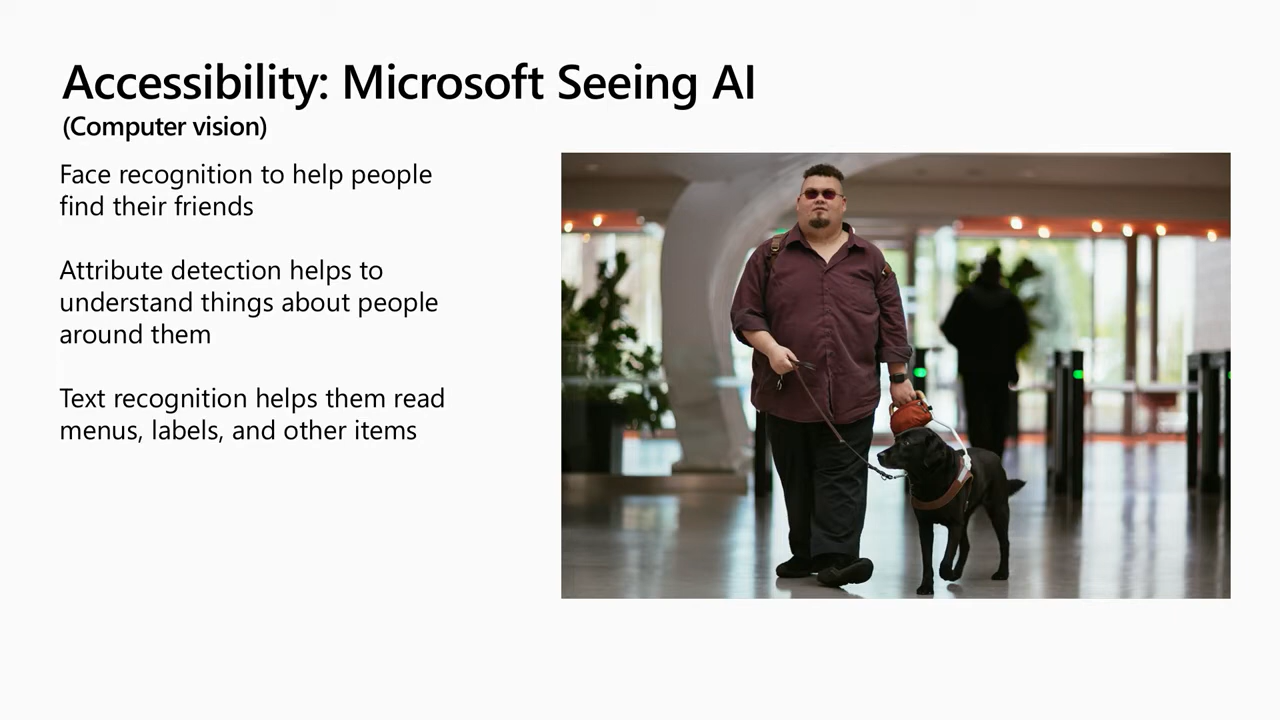 Accessibility: Microsoft Seeing AI
(Computer vision)
Face recognition to help people
find their friends
Attribute detection helps to
understand things about people
around them
Text recognition helps them read
menus, labels, and other items